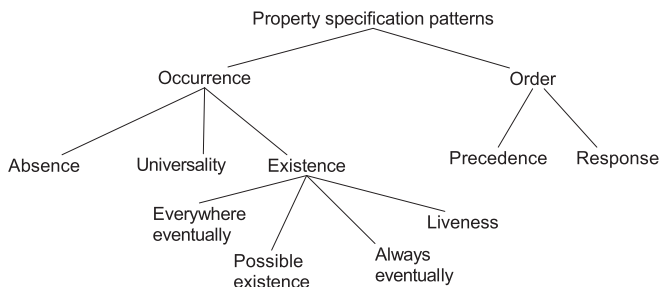 Property specification patterns
Occurrence
Order
Absence
Universality
Existence
Precedence
Response
Everywhere
eventually
Possible
existence
Always
eventually
Liveness